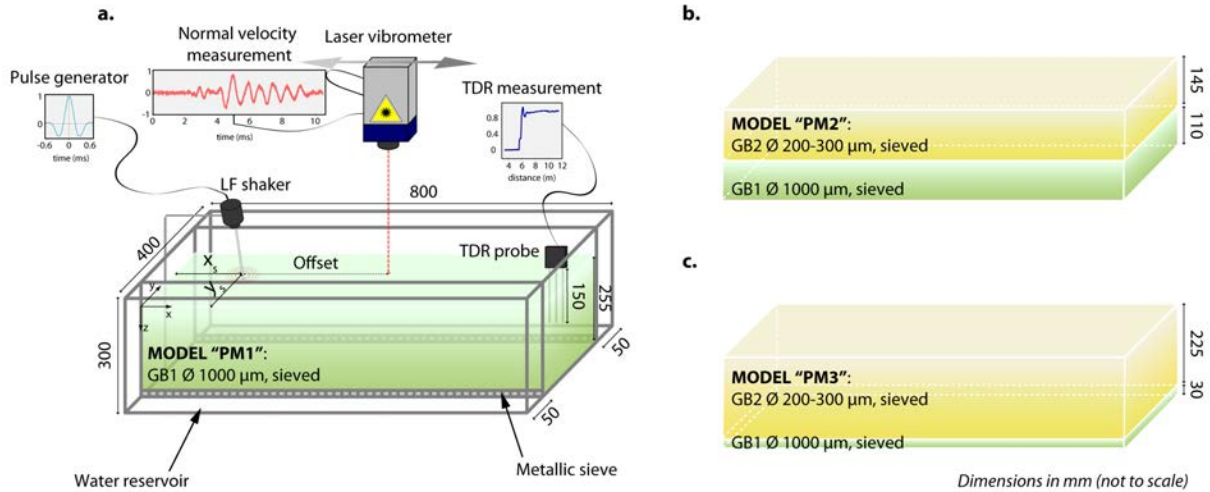 a.
Normal velocity
measurement
Laser vibrometer
Pulse generator
1
0
-0.6 0 0.6
time (ms)
1
0
-1
0 2 4 6 8 10
time (ms)
TDR measurement
0.8
0.4
0
4 6 8 10 12
distance (m)
LF shaker
800
400
TDR probe
xs
Offset
ys
y
x
z
150
255
300
MODEL “PM1”:
GB1 Ø 1000 µm, sieved
50
50
Water reservoir
Metallic sieve
b.
145
110
MODEL “PM2”:
GB2 Ø 200-300 µm, sieved
GB1 Ø 1000 µm, sieved
c.
225
30
MODEL “PM3”:
GB2 Ø 200-300 µm, sieved
GB1 Ø 1000 µm, sieved
Dimensions in mm (not to scale)